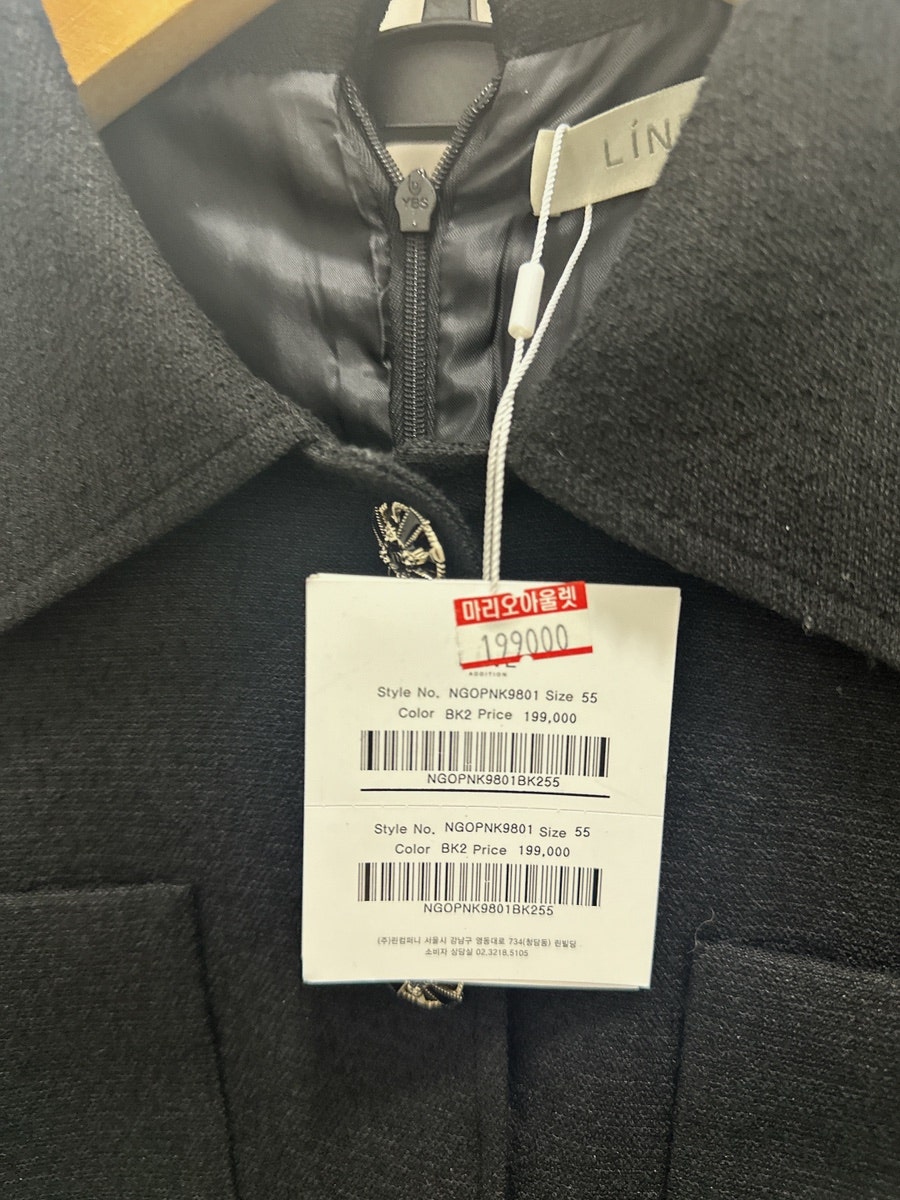 YBS
LIN
마리오아울렛
199000
ADDITION
Style No. NGOPNK9801 Size 55
Color BK2 Price 199,000
NGOPNK9801BK255
Style No. NGOPNK9801 Size 55
Color BK2 Price 199,000
NGOPNK9801BK255
(주)린컴퍼니 서울시 강남구 영동대로 734(청담동) 린빌딩
소비자 상담실 02.3218.5105